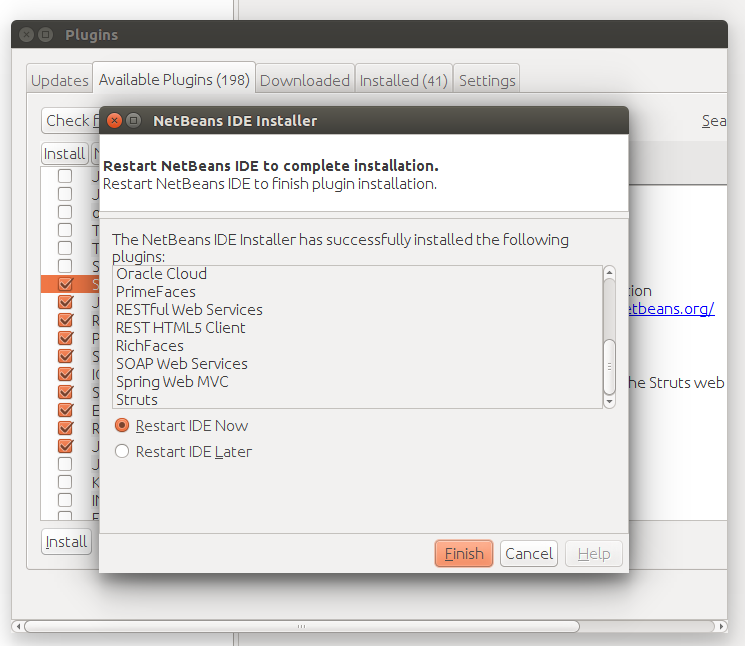 Plugins
Updates
Available Plugins (198)
Downloaded
Installed (41)
Settings
Check
Install
NetBeans IDE Installer
Restart NetBeans IDE to complete installation.
Restart NetBeans IDE to finish plugin installation.
The NetBeans IDE Installer has successfully installed the following
plugins:
Oracle Cloud
PrimeFaces
RESTful Web Services
REST HTML5 Client
RichFaces
SOAP Web Services
Spring Web MVC
Struts
etbeans.org/
he Struts web
Restart IDE Now
Restart IDE Later
Install
Finish
Cancel
Help